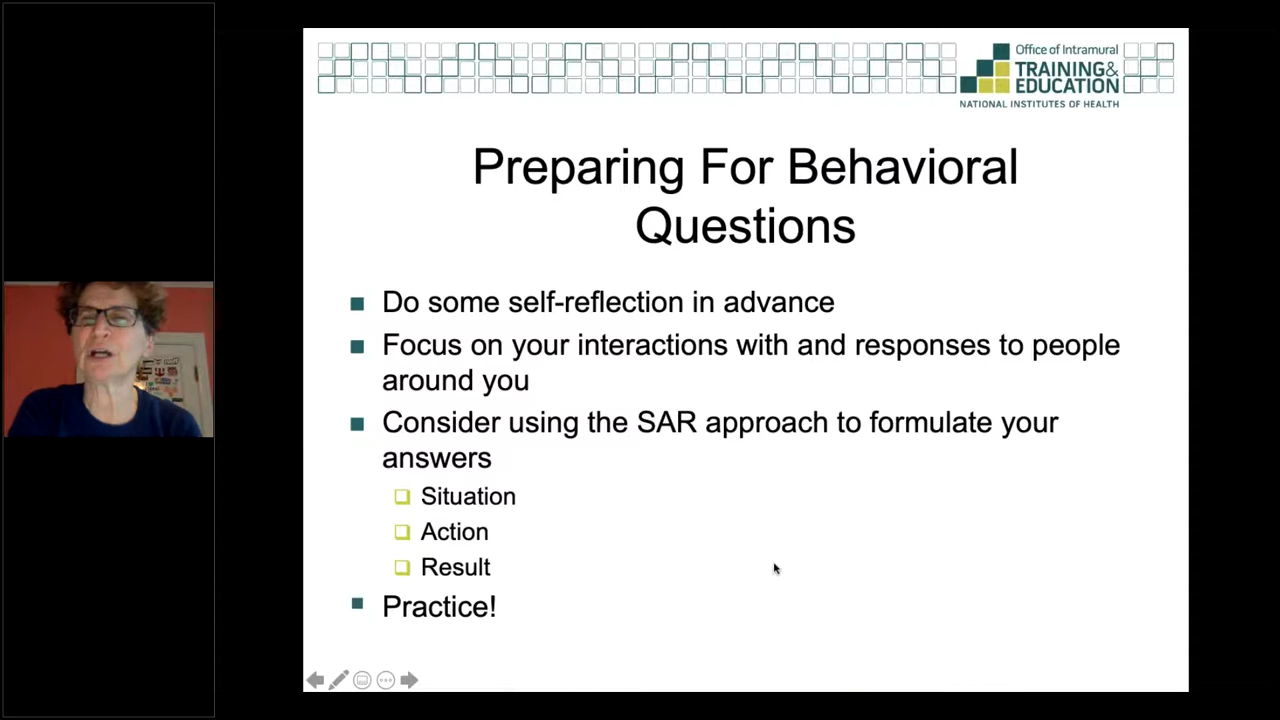 Office of Intramural
TRAINING&
EDUCATION
NATIONAL INSTITUTES OF HEALTH
Preparing For Behavioral
Questions
Do some self-reflection in advance
Focus on your interactions with and responses to people
around you
Consider using the SAR approach to formulate your
answers
Situation
Action
Result
Practice!